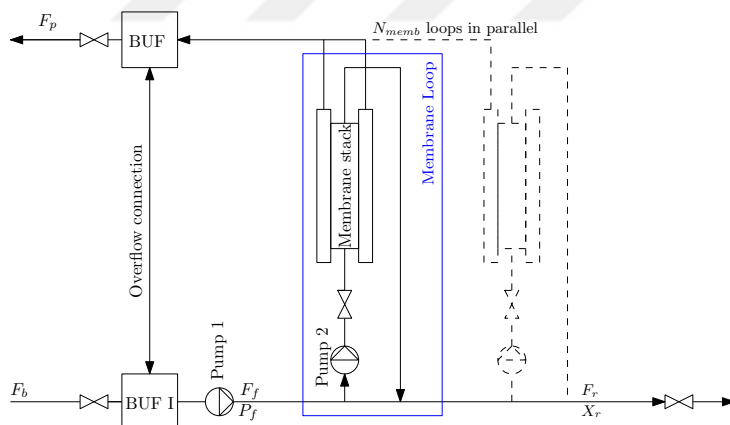 F_p
BUF
N_memb loops in parallel
Membrane Loop
Membrane stack
Overflow connection
Pump 1
Pump 2
F_b
BUF I
F_f
P_f
F_r
X_r